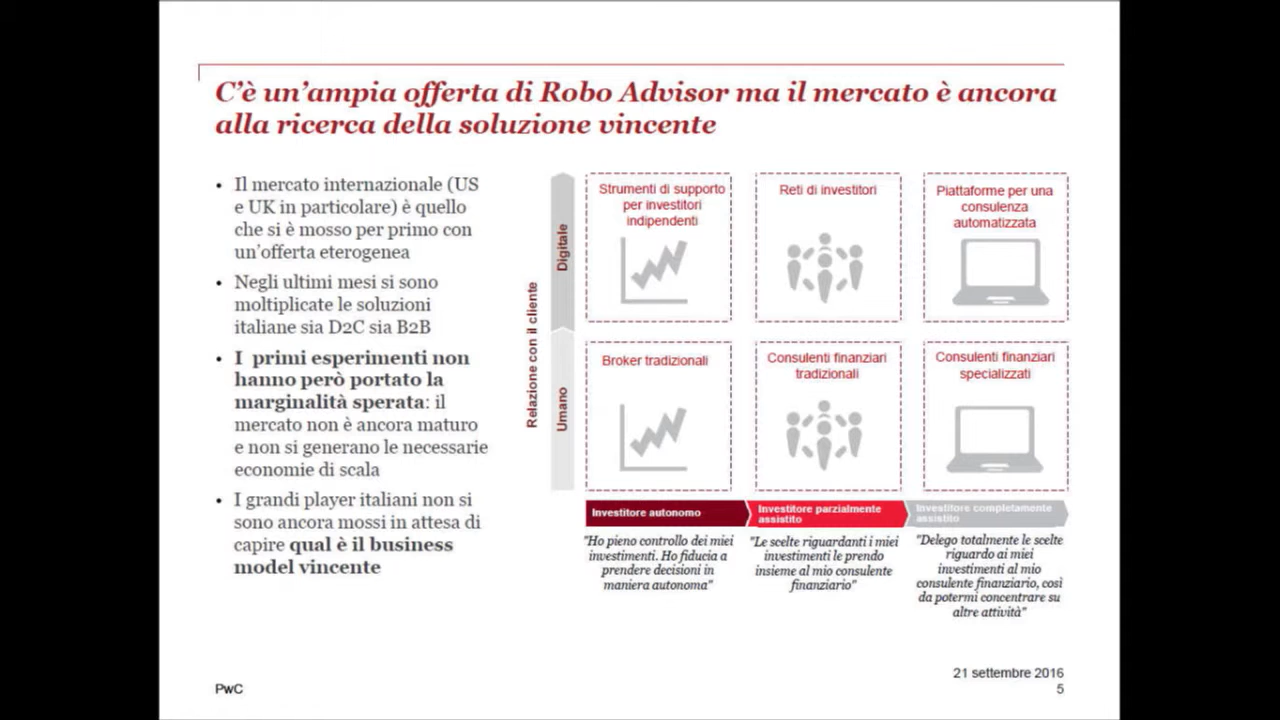 C'è un'ampia offerta di Robo Advisor ma il mercato è ancora
alla ricerca della soluzione vincente
• Il mercato internazionale (US
e UK in particolare) è quello
che si è mosso per primo con
un'offerta eterogenea
• Negli ultimi mesi si sono
moltiplicate le soluzioni
italiane sia D2C sia B2B
• I primi esperimenti non
hanno però portato la
marginalità sperata: il
mercato non è ancora maturo
e non si generano le necessarie
economie di scala
• I grandi player italiani non si
sono ancora mossi in attesa di
capire qual è il business
model vincente
Relazione con il cliente
Digitale
Umano
Strumenti di supporto
per investitori
indipendenti
Reti di investitori
Piattaforme per una
consulenza
automatizzata
Broker tradizionali
Consulenti finanziari
tradizionali
Consulenti finanziari
specializzati
Investitore autonomo
Investitore parzialmente
assistito
Investitore completamente
assistito
"Ho pieno controllo dei miei
investimenti. Ho fiducia a
prendere decisioni in
maniera autonoma"
"Le scelte riguardanti i miei
investimenti le prendo
insieme al mio consulente
finanziario"
"Delego totalmente le scelte
riguardo ai miei
investimenti al mio
consulente finanziario, così
da potermi concentrare su
altre attività"
PwC
21 settembre 2016
5